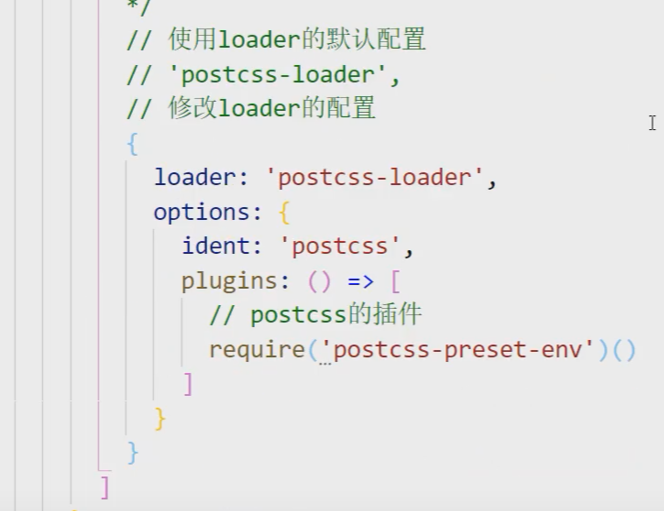 */
// 使用loader的默认配置
// 'postcss-loader',
// 修改loader的配置
{
loader: 'postcss-loader',
options: {
ident: 'postcss',
plugins: () => [
// postcss的插件
require('postcss-preset-env')()
]
}
}
]